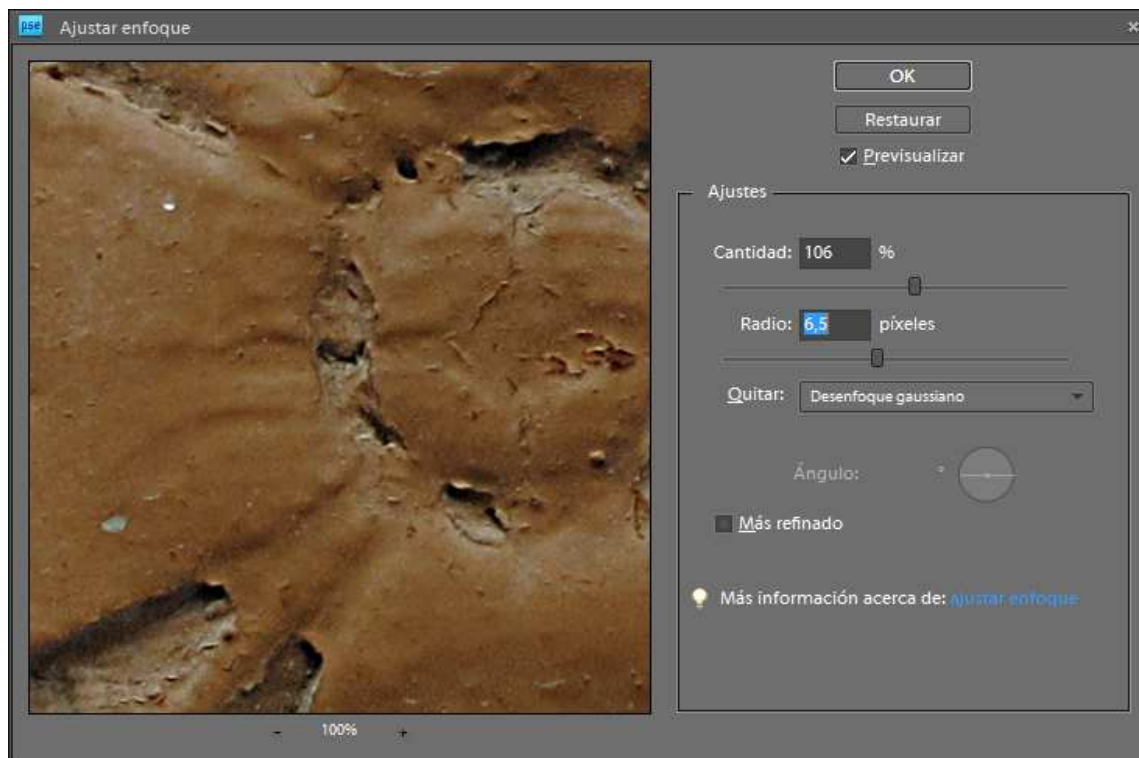 pse Ajustar enfoque
OK
Restaurar
Previsualizar
Ajustes
Cantidad: 106 %
Radio: 6,5 píxeles
Quitar: Desenfoque gaussiano
Ángulo: °
Más refinado
Más información acerca de: ajustar enfoque
- 100% +